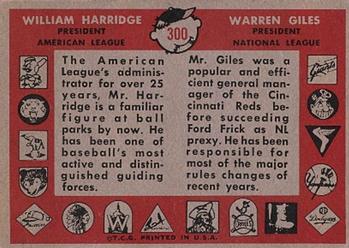 WILLIAM HARRIDGE
PRESIDENT
AMERICAN LEAGUE
300
WARREN GILES
PRESIDENT
NATIONAL LEAGUE
The American
League's adminis-
trator for over 25
years, Mr. Har-
ridge is a familiar
figure at ball
parks by now. He
has been one of
baseball's most
active and distin-
guished guiding
forces.
Mr. Giles was a
popular and effi-
cient general man-
ager of the Cin-
cinnati Reds be-
fore succeeding
Ford Frick as NL
proxy. He has been
responsible for
most of the major
rules changes
of recent years.
Giants
W
Dodgers
©T.C.G. PRINTED IN U.S.A.